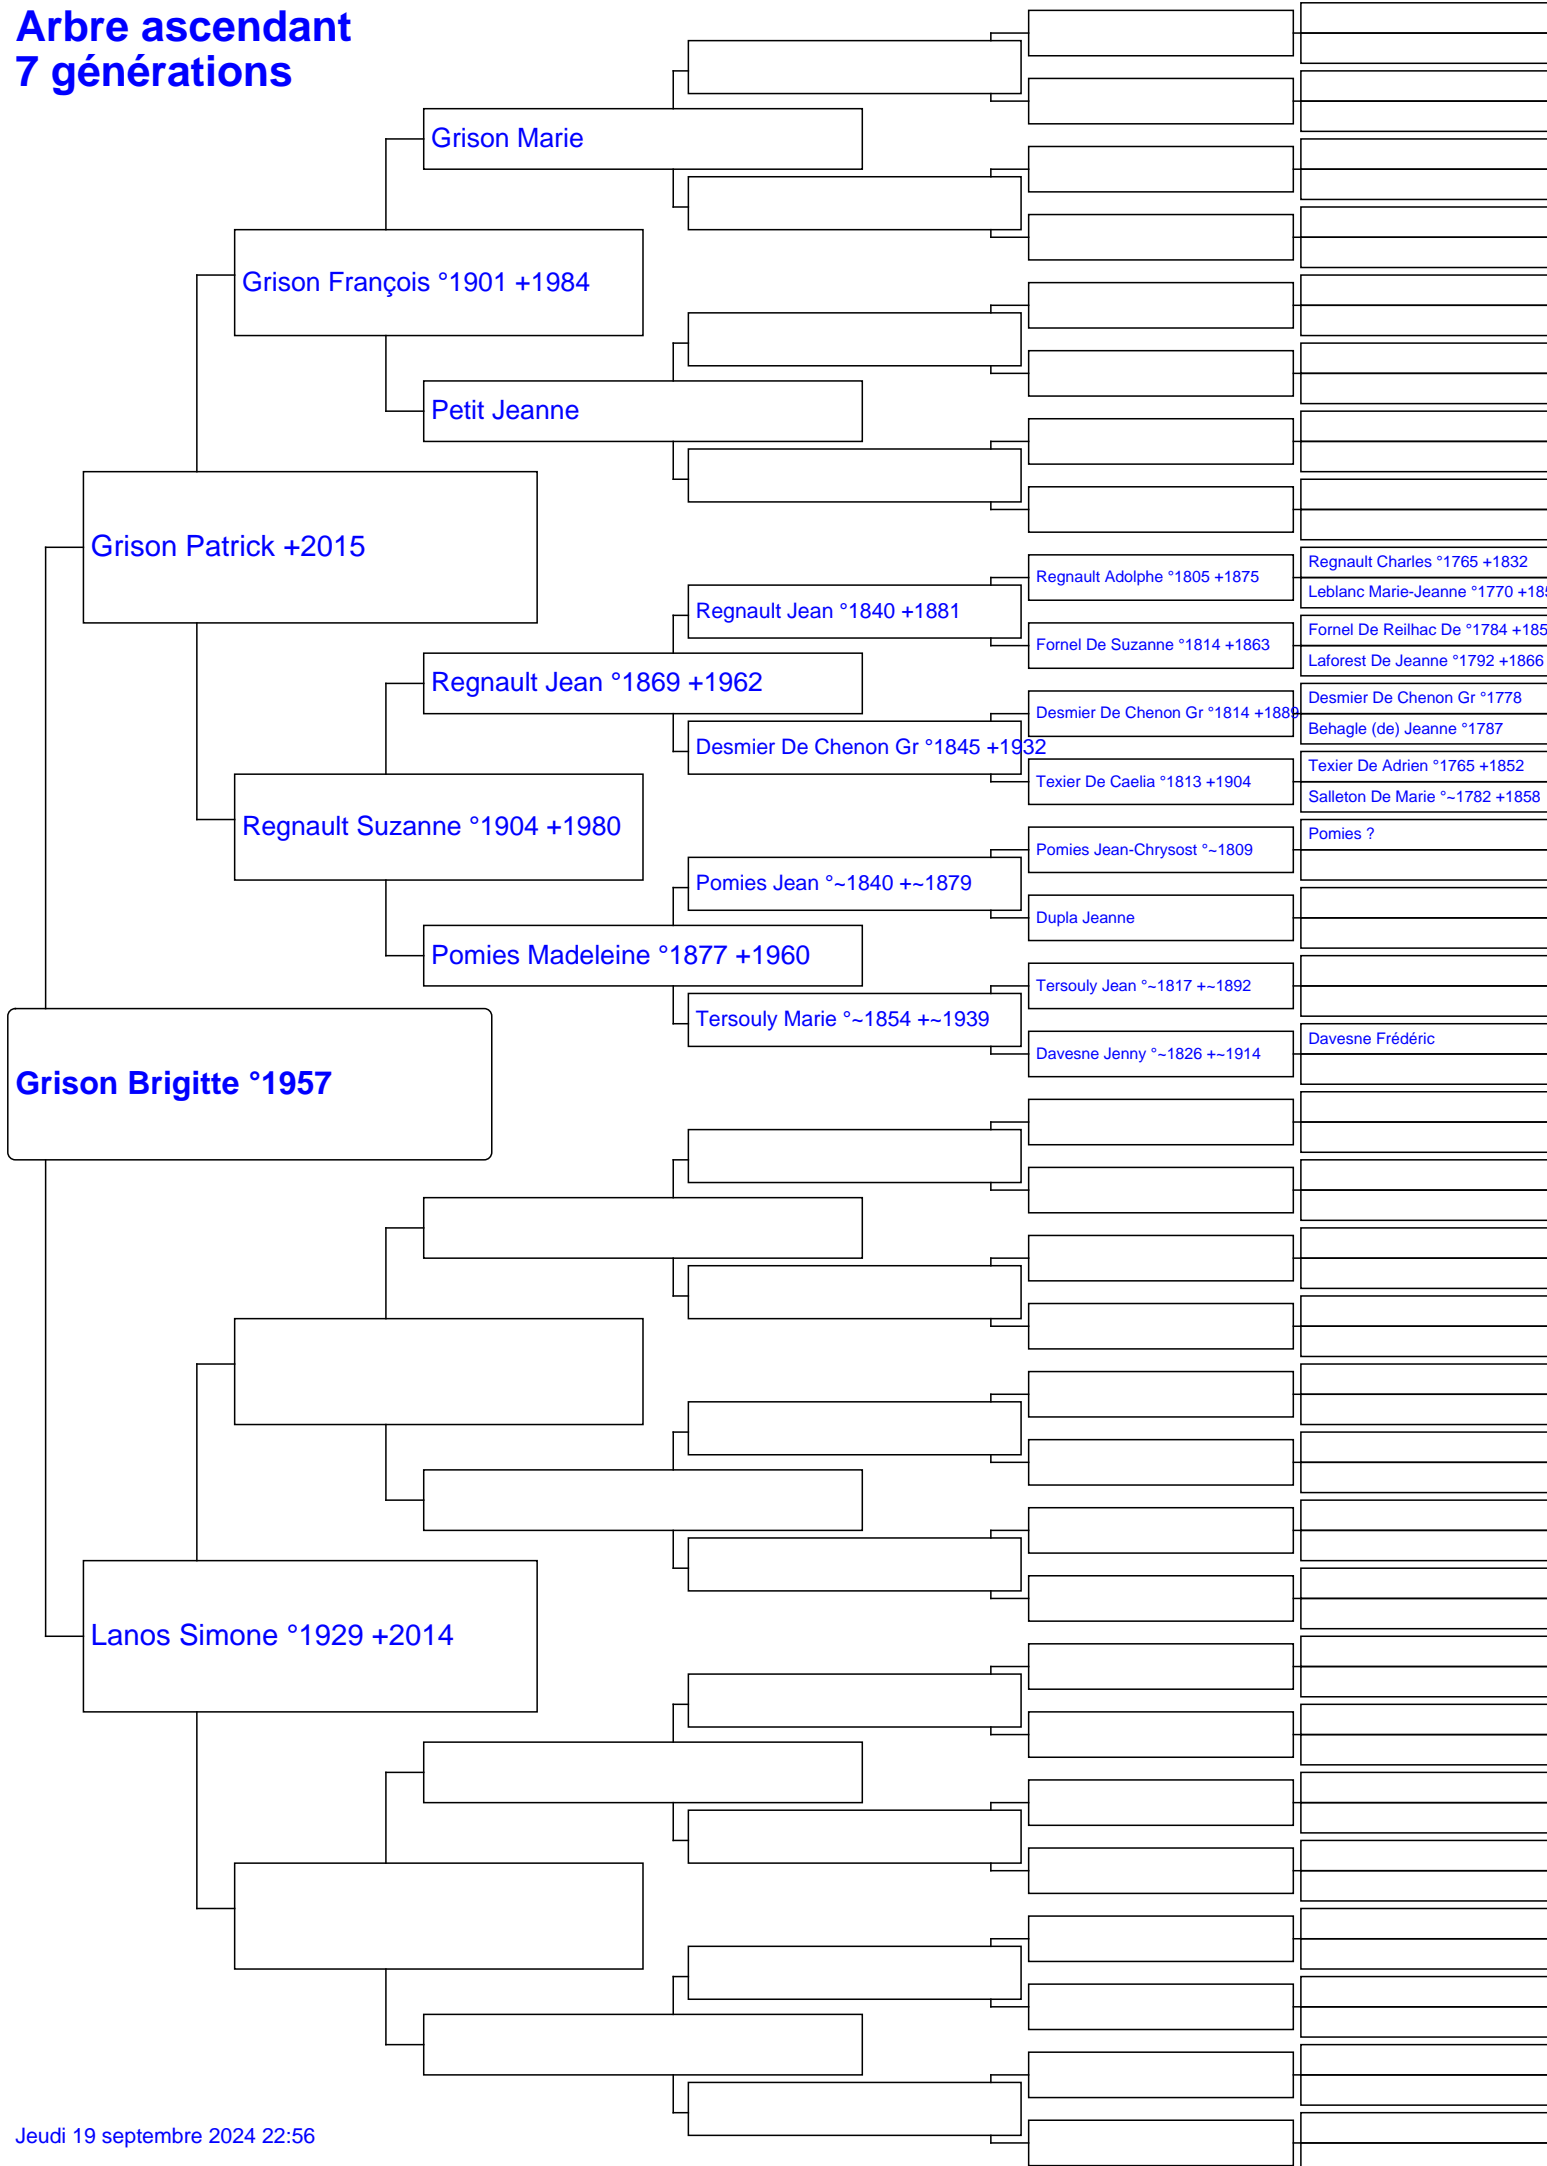 Arbre ascendant
7 générations
Grison Marie
Grison François °1901 +1984
Petit Jeanne
Grison Patrick +2015
Regnault Charles °1765 +1832
Regnault Adolphe °1805 +1875
Leblanc Marie-Jeanne °1770 +185
Regnault Jean °1840 +1881
Fornel De Reilhac De °1784 +185
Fornel De Suzanne °1814 +1863
Laforest De Jeanne °1792 +1866
Regnault Jean °1869 +1962
Desmier De Chenon Gr °1778
Desmier De Chenon Gr °1814 +1889
Behagle (de) Jeanne °1787
Desmier De Chenon Gr °1845 +1932
Texier De Adrien °1765 +1852
Texier De Caelia °1813 +1904
Salleton De Marie °~1782 +1858
Regnault Suzanne °1904 +1980
Pomies ?
Pomies Jean-Chrysost °~1809
Pomies Jean °~1840 +~1879
Dupla Jeanne
Pomies Madeleine °1877 +1960
Tersouly Jean °~1817 +~1892
Tersouly Marie °~1854 +~1939
Davesne Frédéric
Davesne Jenny °~1826 +~1914
Grison Brigitte °1957
Lanos Simone °1929 +2014
Jeudi 19 septembre 2024 22:56